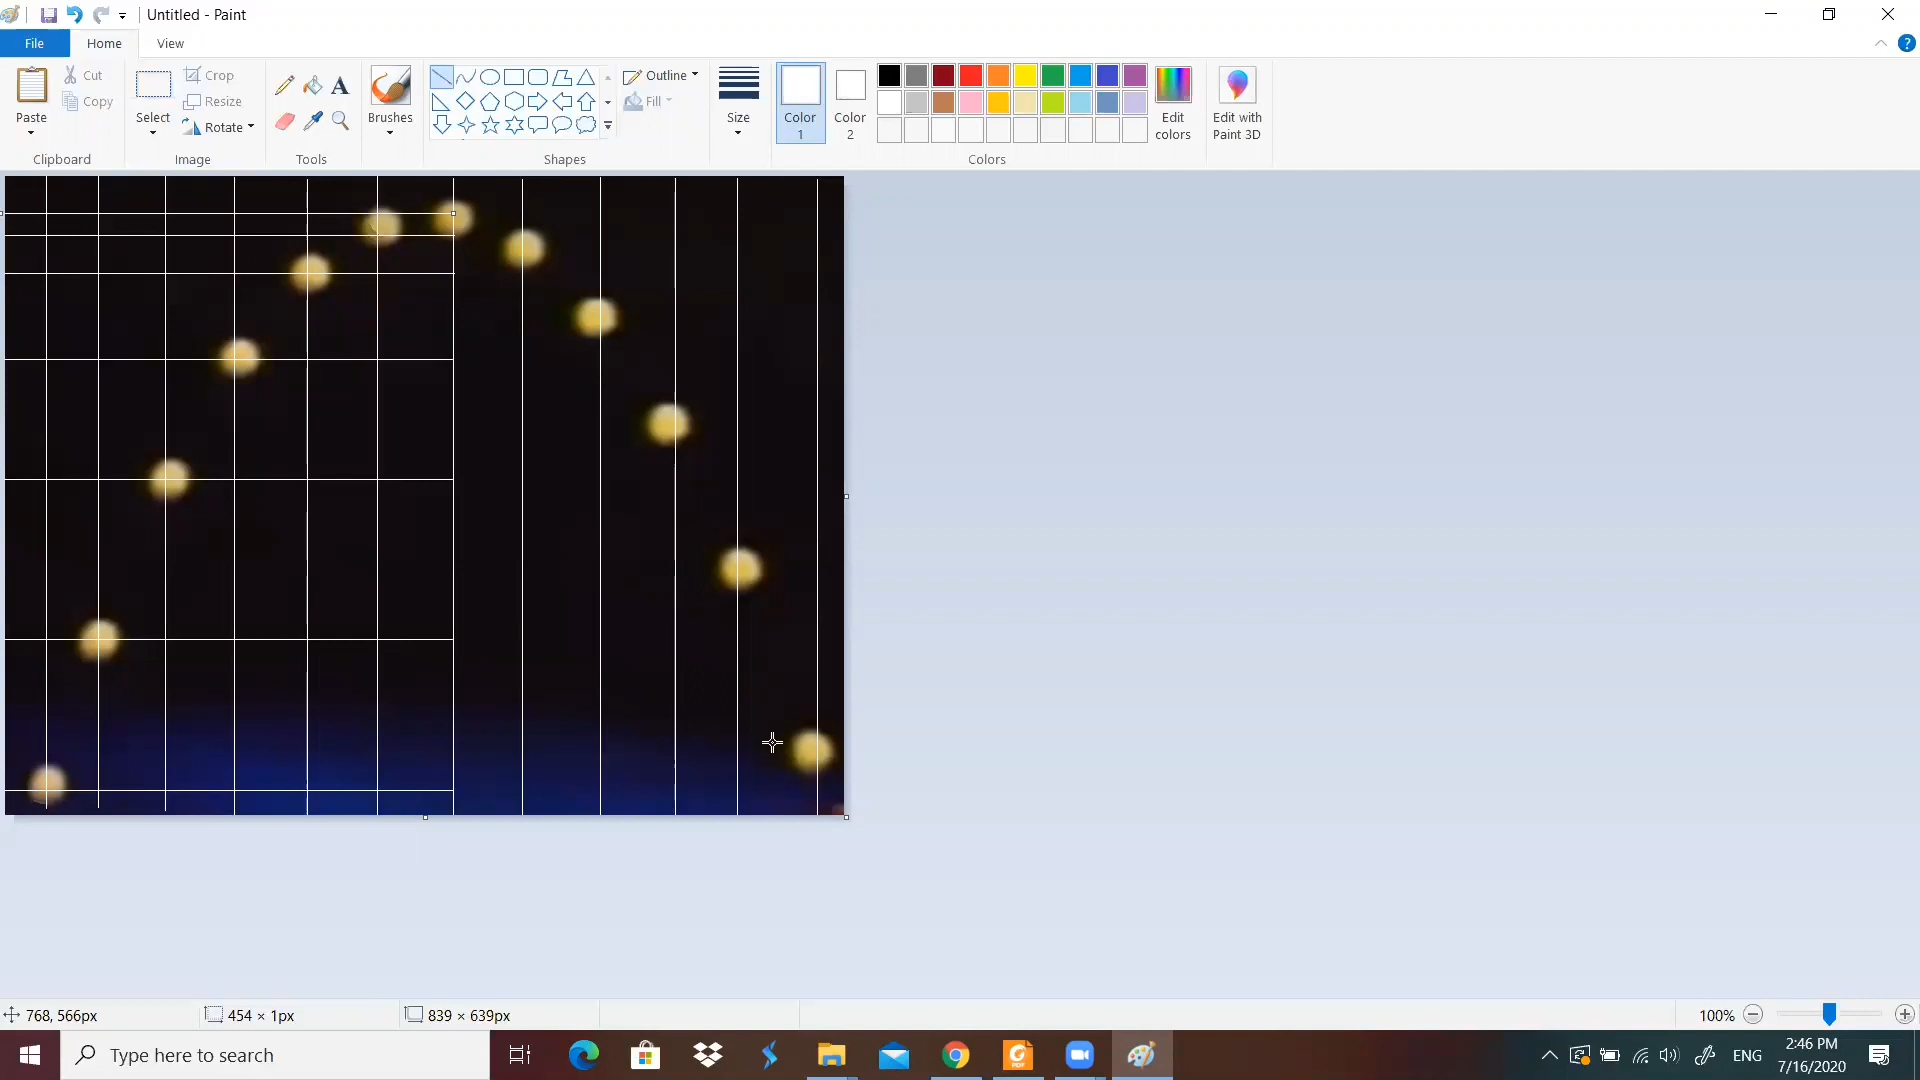 Untitled - Paint
File Home View
Paste
Cut
Copy
Clipboard
Select
Crop
Resize
Rotate
Image
Tools
Brushes
Shapes
Outline
Fill
Size
Color 1
Color 2
Colors
Edit colors
Edit with Paint 3D
768, 566px
454 × 1px
839 × 639px
100%
Type here to search
ENG
2:46 PM
7/16/2020